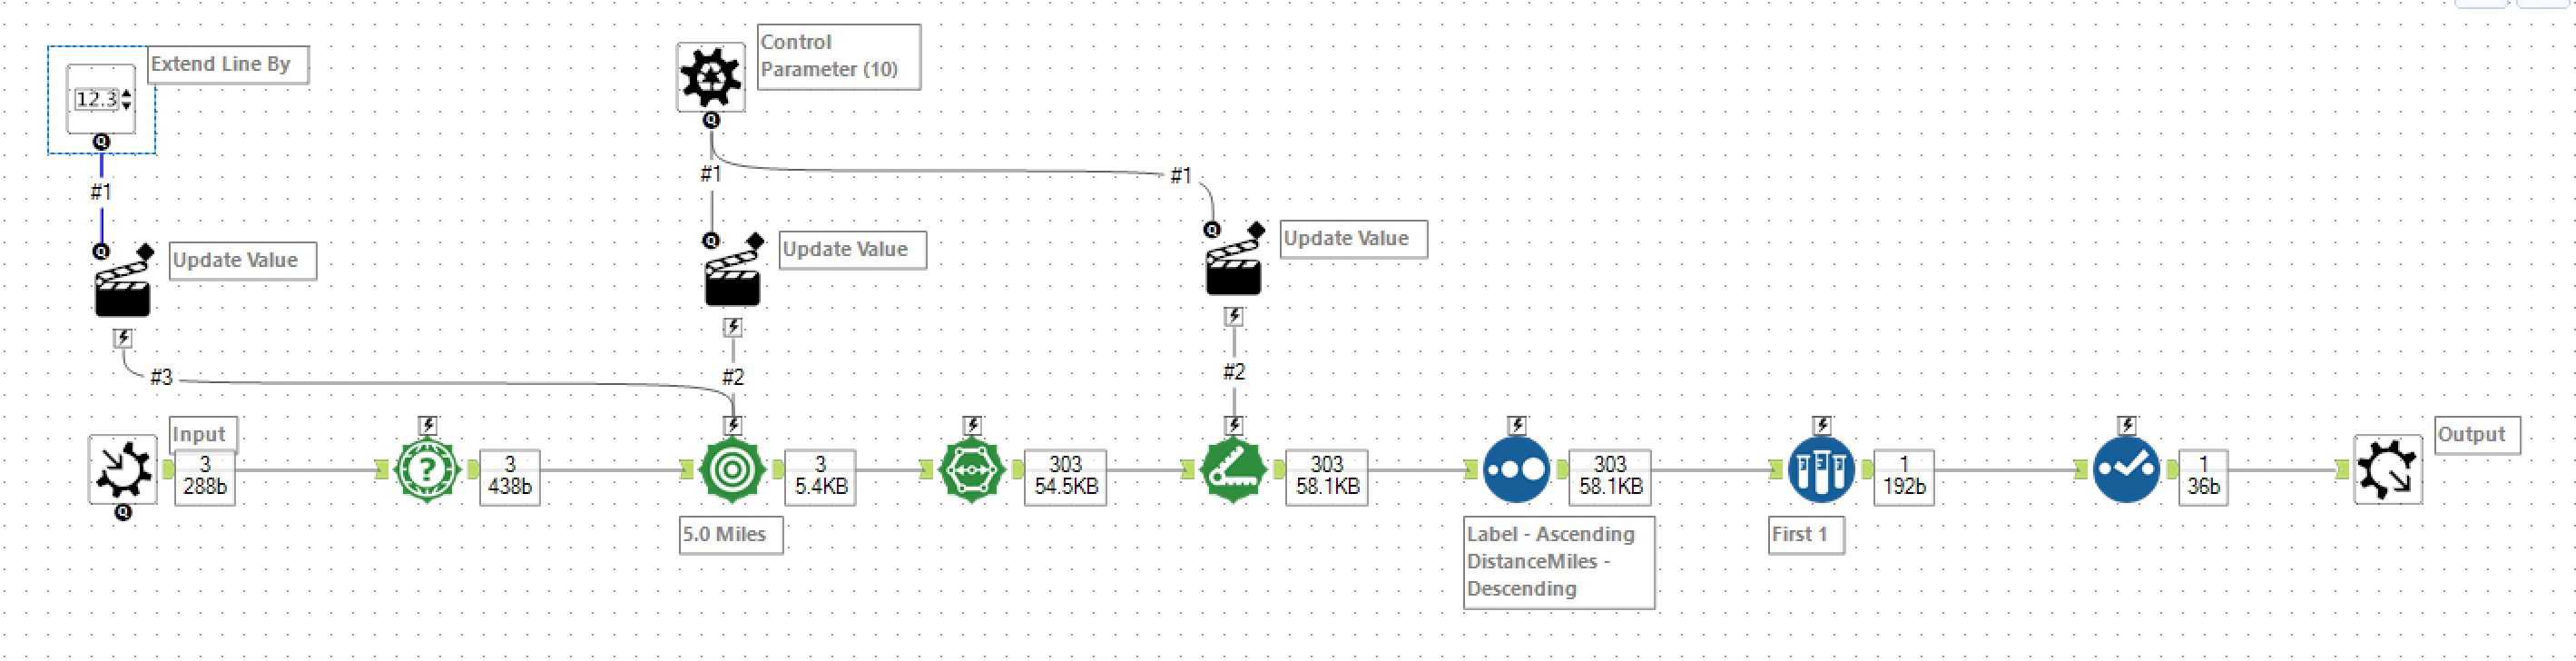 Extend Line By
12.3
Q
#1
Q
Update Value
#3
Control
Parameter (10)
Q
#1
#1
Q
Update Value
#2
Q
Update Value
#2
Input
3
288b
Q
?
3
438b
3
5.4KB
5.0 Miles
303
54.5KB
303
58.1KB
303
58.1KB
Label - Ascending
DistanceMiles -
Descending
1
192b
First 1
1
36b
Output